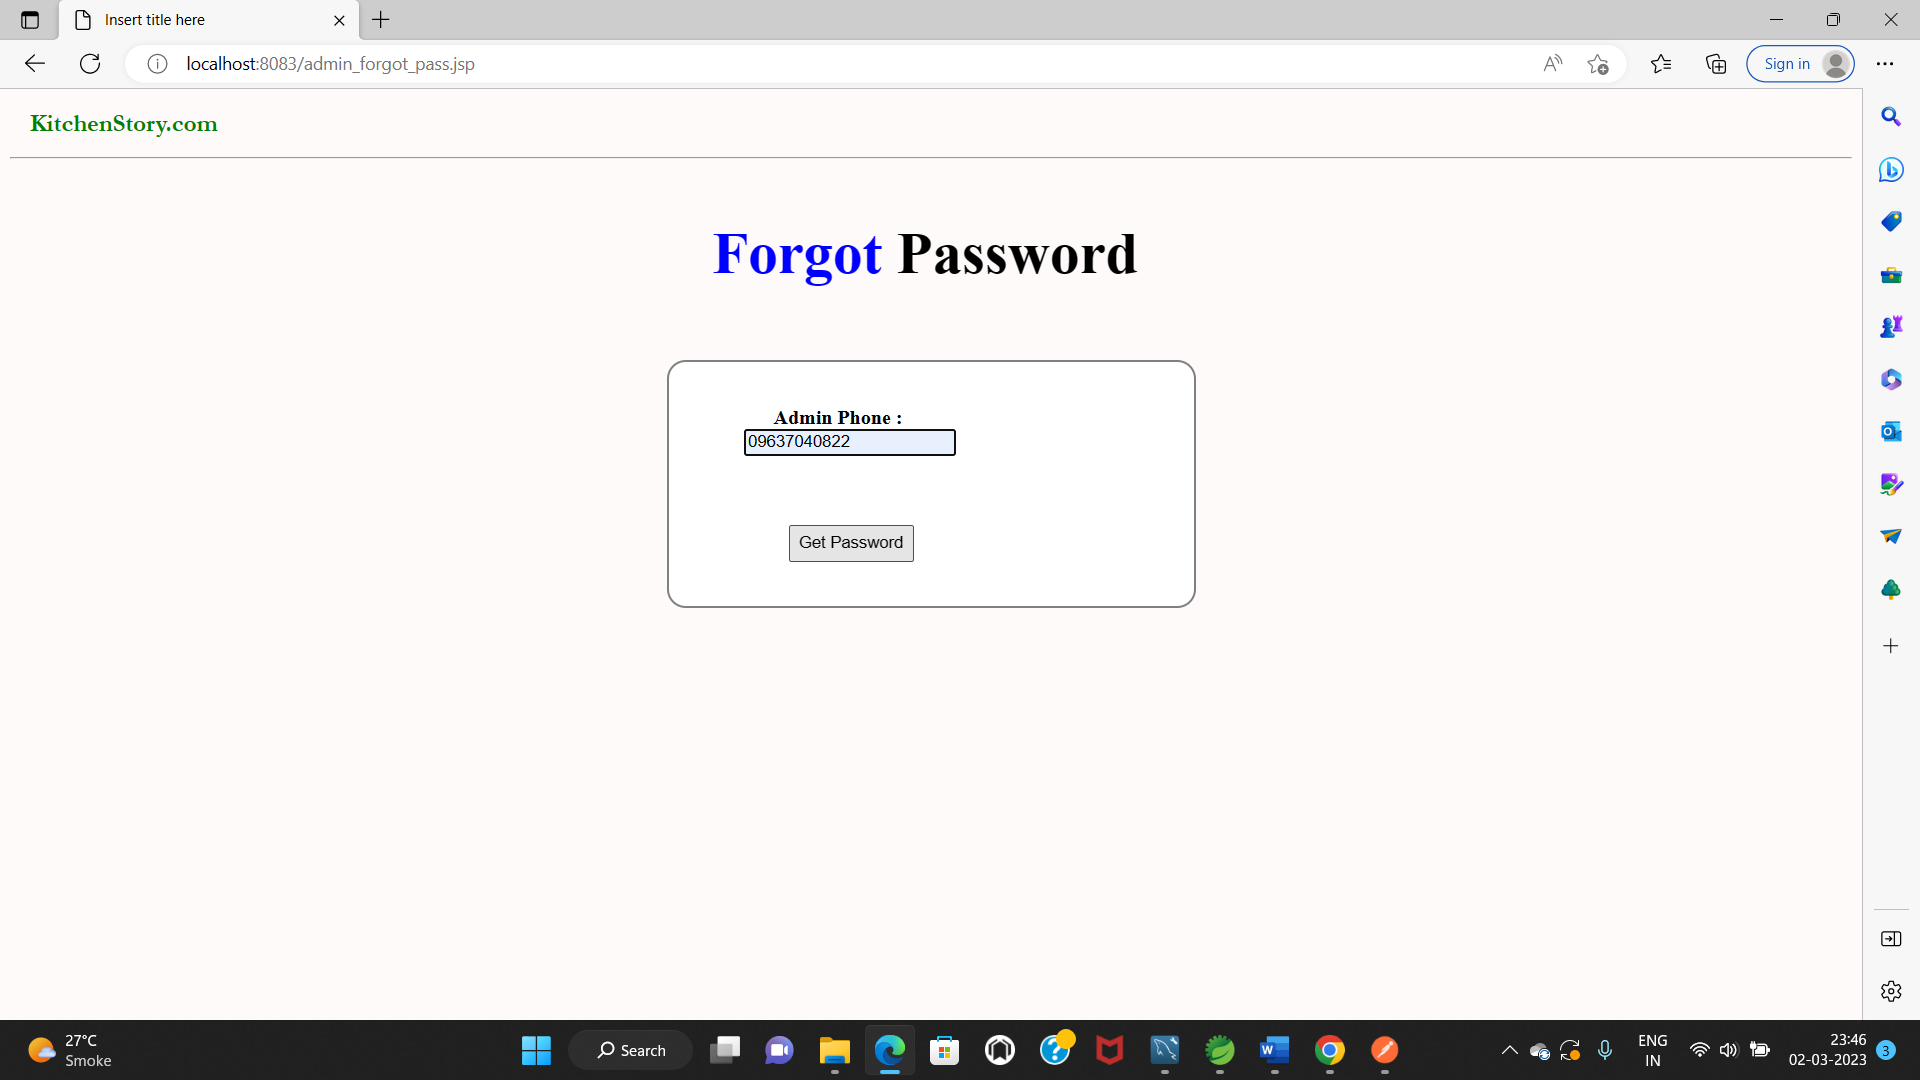 Insert title here
localhost:8083/admin_forgot_pass.jsp
Sign in
KitchenStory.com
Forgot Password
Admin Phone :
09637040822
Get Password
27°C
Smoke
Search
ENG
IN
23:46
02-03-2023
3